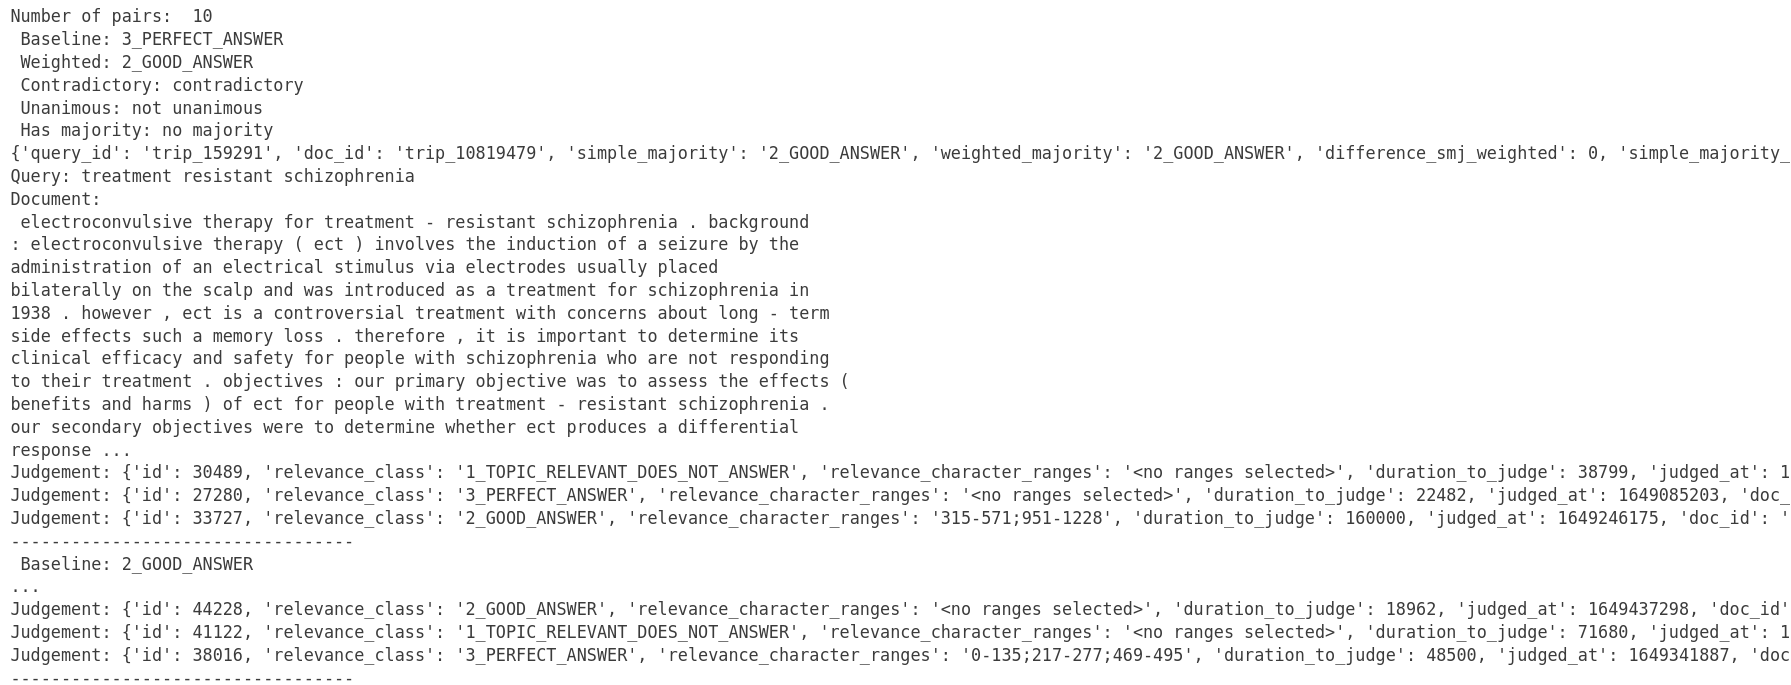 Number of pairs:  10
 Baseline: 3_PERFECT_ANSWER
 Weighted: 2_GOOD_ANSWER
 Contradictory: contradictory
 Unanimous: not unanimous
 Has majority: no majority
{'query_id': 'trip_159291', 'doc_id': 'trip_10819479', 'simple_majority': '2_GOOD_ANSWER', 'weighted_majority': '2_GOOD_ANSWER', 'difference_smj_weighted': 0, 'simple_majority_
Query: treatment resistant schizophrenia
Document:
 electroconvulsive therapy for treatment - resistant schizophrenia . background
: electroconvulsive therapy ( ect ) involves the induction of a seizure by the
administration of an electrical stimulus via electrodes usually placed
bilaterally on the scalp and was introduced as a treatment for schizophrenia in
1938 . however , ect is a controversial treatment with concerns about long - term
side effects such a memory loss . therefore , it is important to determine its
clinical efficacy and safety for people with schizophrenia who are not responding
to their treatment . objectives : our primary objective was to assess the effects (
benefits and harms ) of ect for people with treatment - resistant schizophrenia .
our secondary objectives were to determine whether ect produces a differential
response ...
Judgement: {'id': 30489, 'relevance_class': '1_TOPIC_RELEVANT_DOES_NOT_ANSWER', 'relevance_character_ranges': '<no ranges selected>', 'duration_to_judge': 38799, 'judged_at': 1
Judgement: {'id': 27280, 'relevance_class': '3_PERFECT_ANSWER', 'relevance_character_ranges': '<no ranges selected>', 'duration_to_judge': 22482, 'judged_at': 1649085203, 'doc_
Judgement: {'id': 33727, 'relevance_class': '2_GOOD_ANSWER', 'relevance_character_ranges': '315-571;951-1228', 'duration_to_judge': 160000, 'judged_at': 1649246175, 'doc_id': '
----------------------------------
 Baseline: 2_GOOD_ANSWER
...
Judgement: {'id': 44228, 'relevance_class': '2_GOOD_ANSWER', 'relevance_character_ranges': '<no ranges selected>', 'duration_to_judge': 18962, 'judged_at': 1649437298, 'doc_id'
Judgement: {'id': 41122, 'relevance_class': '1_TOPIC_RELEVANT_DOES_NOT_ANSWER', 'relevance_character_ranges': '<no ranges selected>', 'duration_to_judge': 71680, 'judged_at': 1
Judgement: {'id': 38016, 'relevance_class': '3_PERFECT_ANSWER', 'relevance_character_ranges': '0-135;217-277;469-495', 'duration_to_judge': 48500, 'judged_at': 1649341887, 'doc
----------------------------------